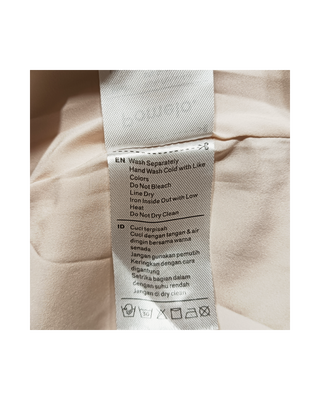 pomelo.
EN Wash Separately
Hand Wash Cold with Like
Colors
Do Not Bleach
Line Dry
Iron Inside Out with Low
Heat
Do Not Dry Clean
ID Cuci terpisah
Cuci dengan tangan & air
dingin bersama warna
senada
Jangan gunakan pemutih
Keringkan dengan cara
digantung
Setrika bagian dalam
dengan suhu rendah
Jangan di dry clean